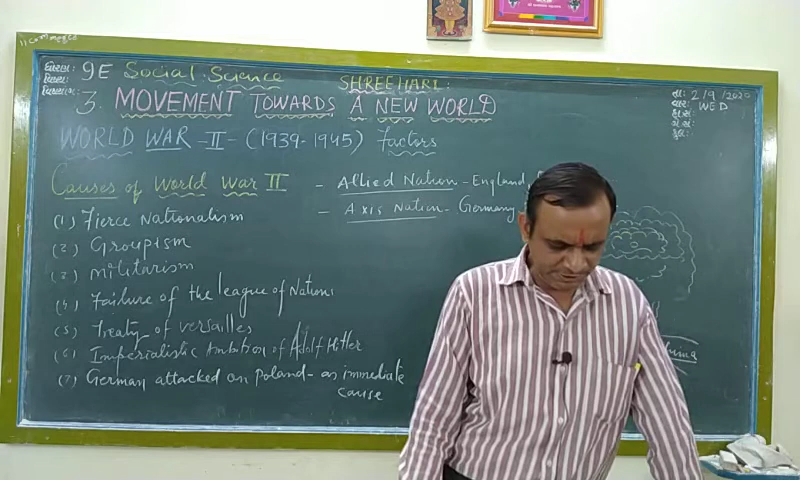 9E Social Science
SHREE HARI:
3. MOVEMENT TOWARDS A NEW WORLD
WORLD WAR -II- (1939-1945) factors
Causes of World War II
(1) Fierce Nationalism
(2) Groupism
(3) Militarism
(4) Failure of the league of Nations
(5) Treaty of versailles
(6) Imperialistic Ambition of Adolf Hitler
(7) German attacked on Poland - as immediate
cause
- Allied Nation - England,
- Axis Nation - Germany
તા: 2/9/2020
વાર: WED